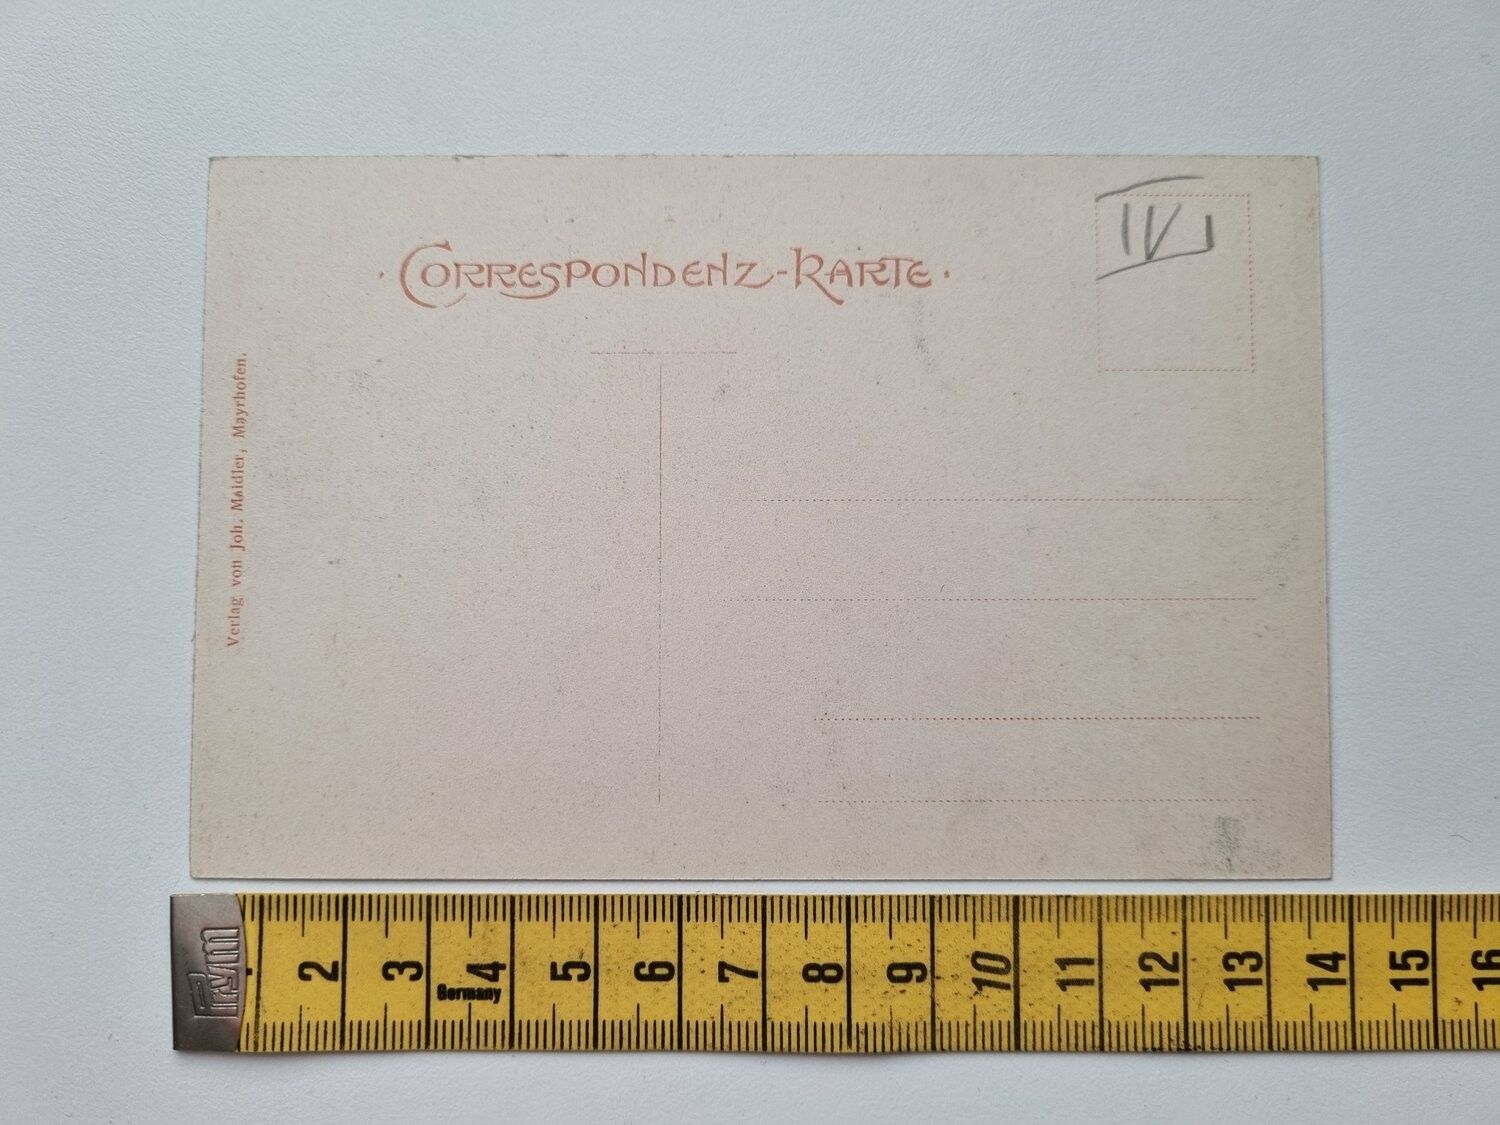 · CORRESPONDENZ-KARTE ·
IV
Verlag von Joh. Maidler, Mayrhofen.
Prym
2 3 4 5 6 7 8 9 10 11 12 13 14 15 16
Germany